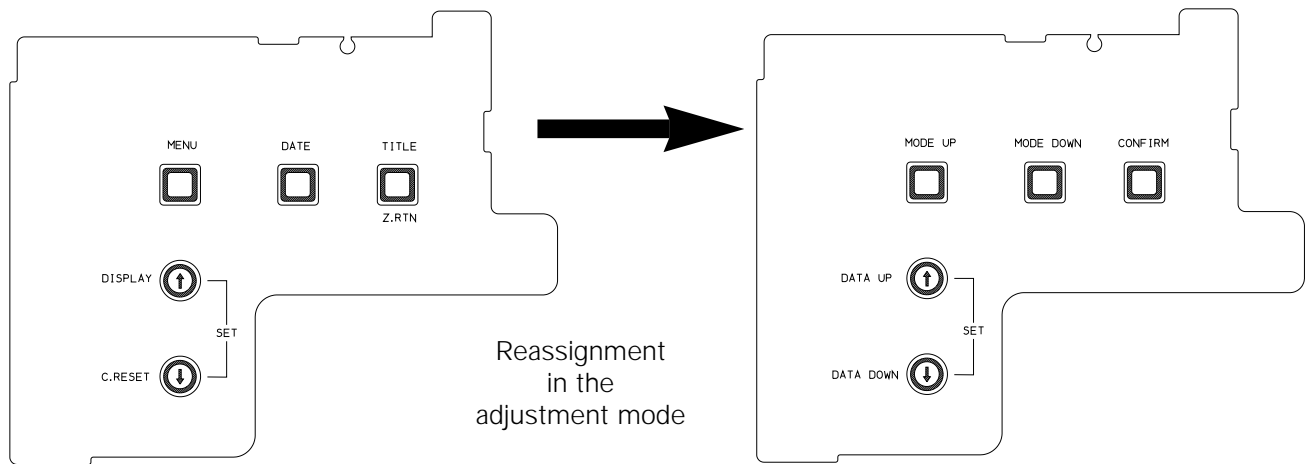 MENU
DATE
TITLE
Z.RTN
DISPLAY
SET
C.RESET
Reassignment
in the
adjustment mode
MODE UP
MODE DOWN
CONFIRM
DATA UP
SET
DATA DOWN